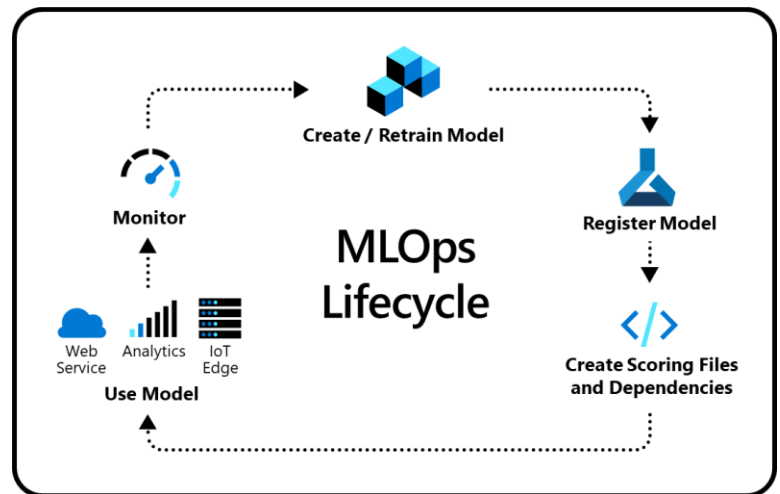 Create / Retrain Model
Register Model
Create Scoring Files
and Dependencies
Monitor
Web
Service
Analytics
IoT
Edge
Use Model
MLOps
Lifecycle